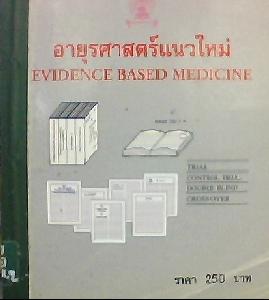 อายุรศาสตร์แนวใหม่
EVIDENCE BASED MEDICINE
TRIAL
CONTROL TRIAL
DOUBLE BLIND
CROSSOVER
ราคา 250 บาท